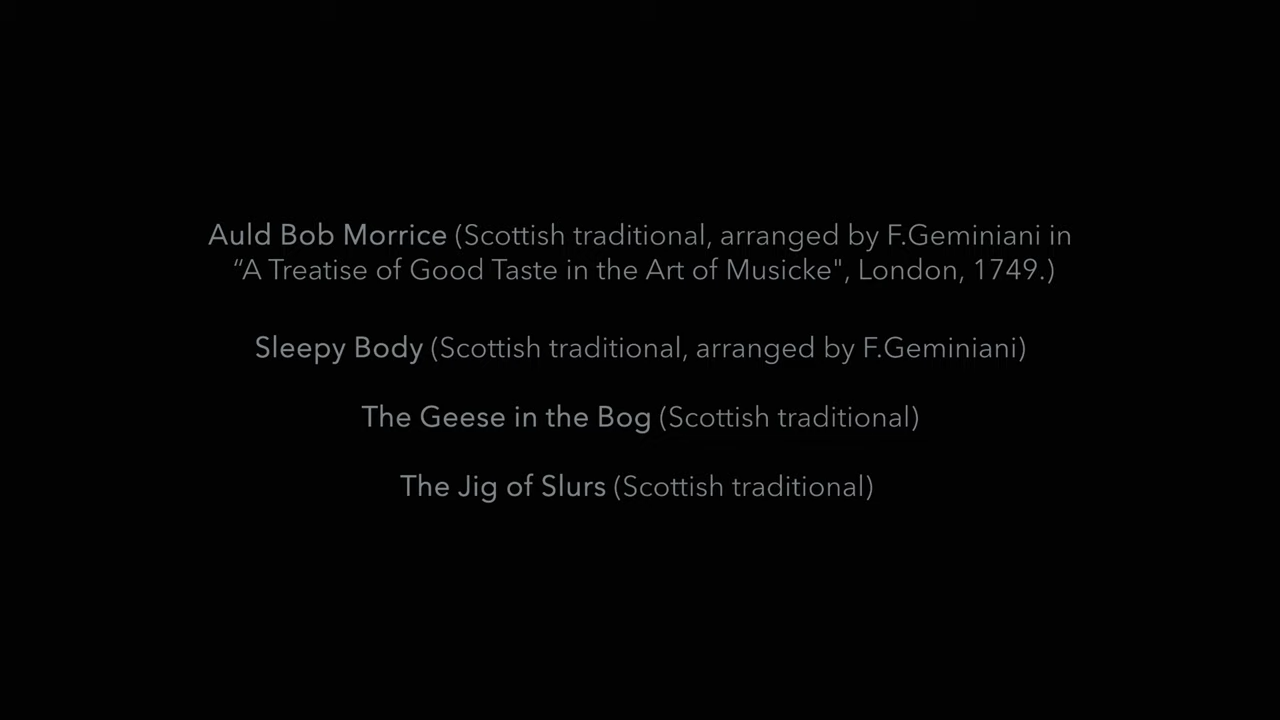 Auld Bob Morrice (Scottish traditional, arranged by F.Geminiani in
“A Treatise of Good Taste in the Art of Musicke", London, 1749.)
Sleepy Body (Scottish traditional, arranged by F.Geminiani)
The Geese in the Bog (Scottish traditional)
The Jig of Slurs (Scottish traditional)